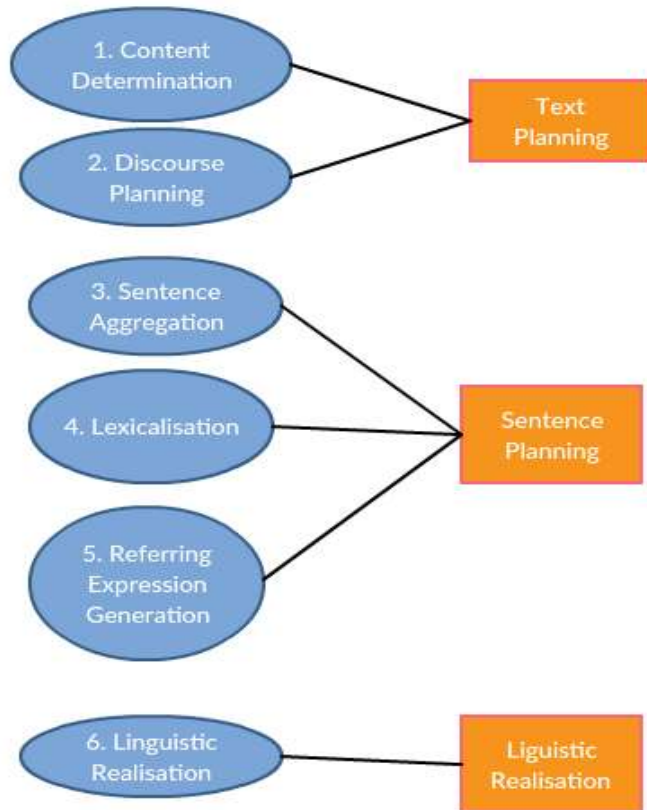 1. Content
Determination
Text
Planning
2. Discourse
Planning
3. Sentence
Aggregation
4. Lexicalisation
Sentence
Planning
5. Referring
Expression
Generation
6. Linguistic
Realisation
Liguistic
Realisation